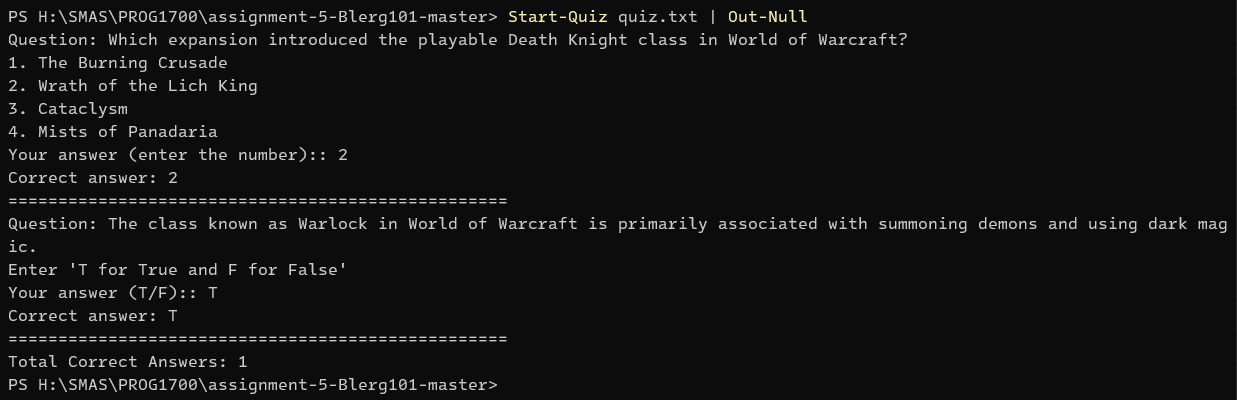 PS H:\SMAS\PROG1700\assignment-5-Blerg101-master> Start-Quiz quiz.txt | Out-Null
Question: Which expansion introduced the playable Death Knight class in World of Warcraft?
1. The Burning Crusade
2. Wrath of the Lich King
3. Cataclysm
4. Mists of Panadaria
Your answer (enter the number):: 2
Correct answer: 2
==================================================
Question: The class known as Warlock in World of Warcraft is primarily associated with summoning demons and using dark mag
ic.
Enter 'T for True and F for False'
Your answer (T/F):: T
Correct answer: T
==================================================
Total Correct Answers: 1
PS H:\SMAS\PROG1700\assignment-5-Blerg101-master>